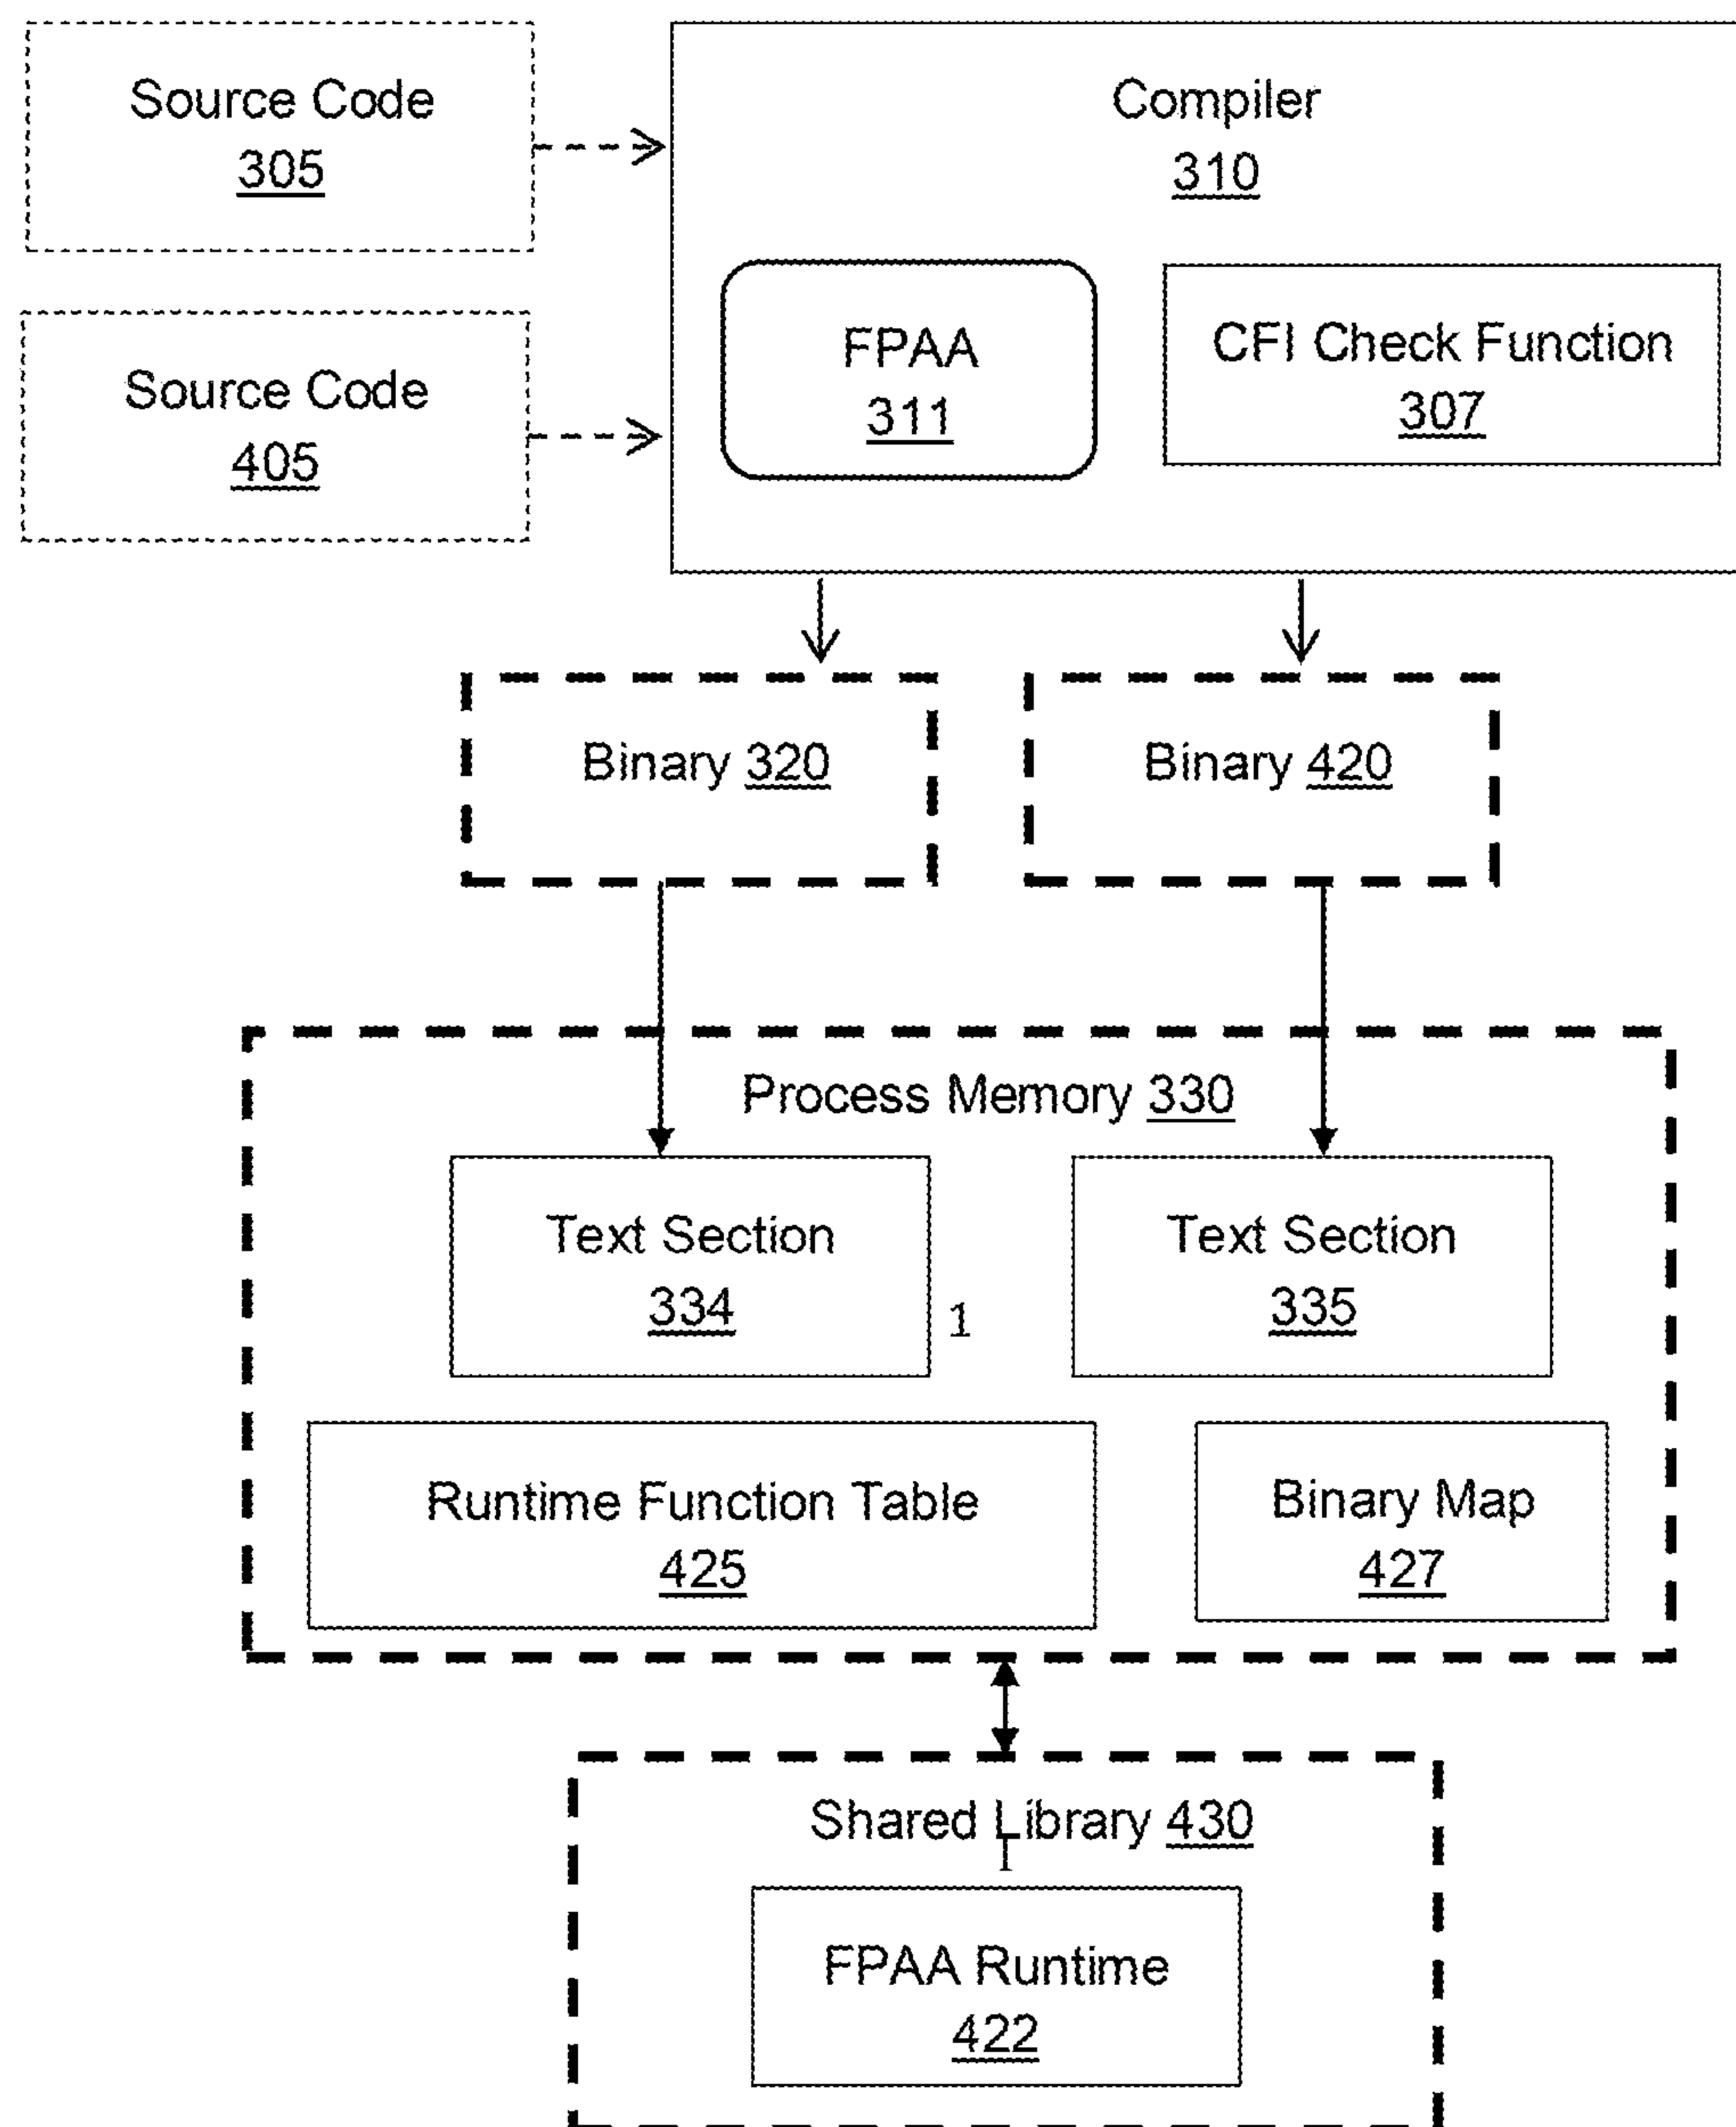 Source Code
305
Compiler
310
Source Code
405
FPAA
311
CFI Check Function
307
Binary 320
Binary 420
Process Memory 330
Text Section
334
1
Text Section
335
Runtime Function Table
425
Binary Map
427
Shared Library 430
FPAA Runtime
422